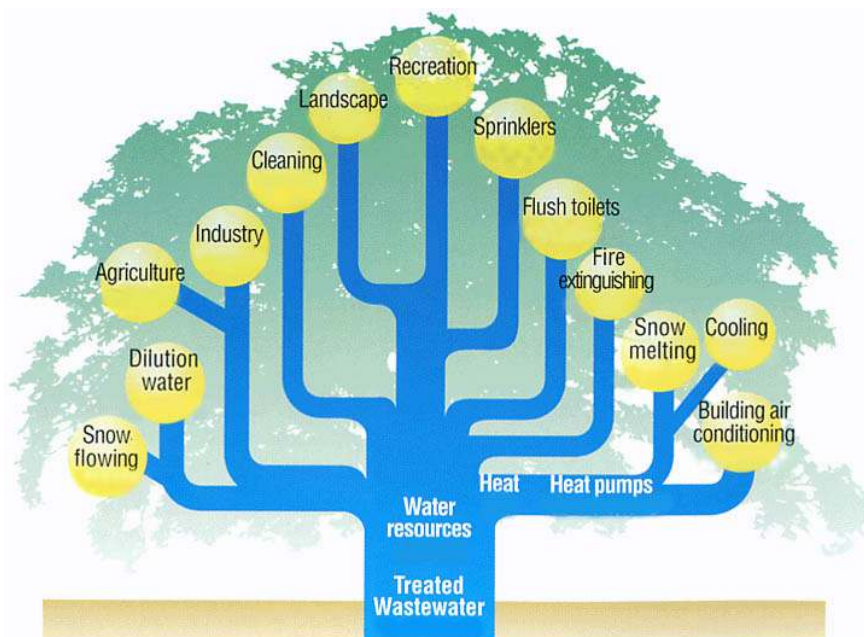 Recreation
Landscape
Sprinklers
Cleaning
Flush toilets
Industry
Fire
extinguishing
Agriculture
Snow
melting
Cooling
Dilution
water
Building air
conditioning
Snow
flowing
Heat
Heat pumps
Water
resources
Treated
Wastewater